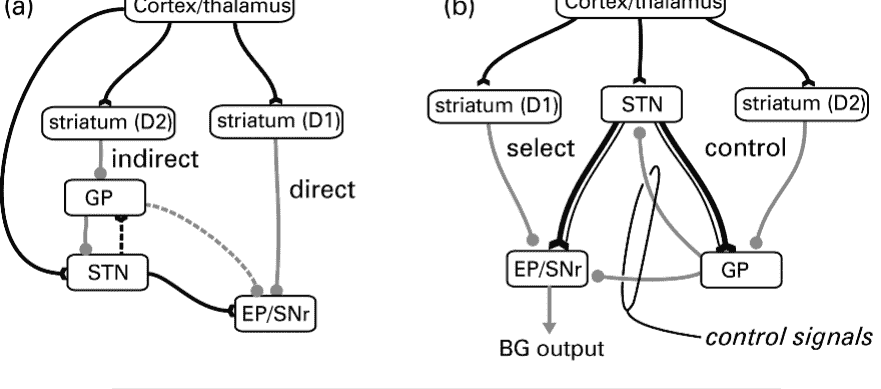 (a)
Cortex/thalamus
striatum (D2)
striatum (D1)
indirect
direct
GP
STN
EP/SNr
(b)
Cortex/thalamus
striatum (D1)
STN
striatum (D2)
select
control
EP/SNr
GP
control signals
BG output